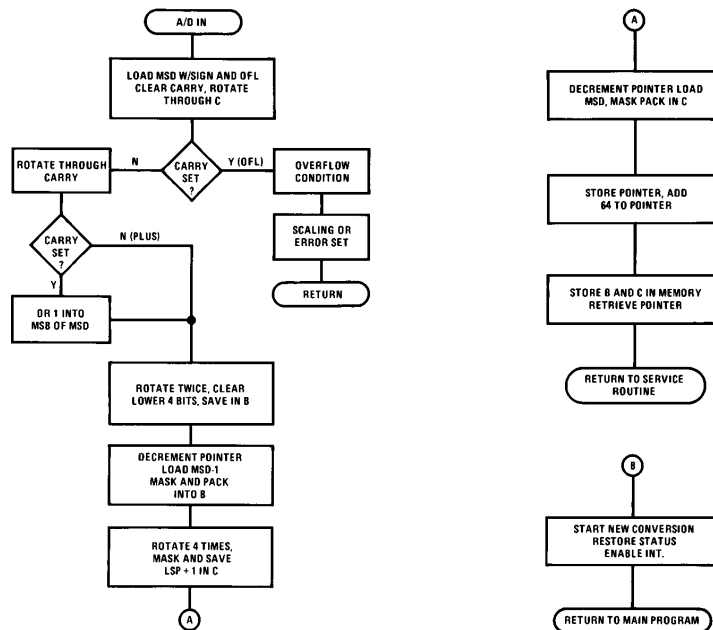 A/D IN
LOAD MSD W/SIGN AND OFL
CLEAR CARRY, ROTATE
THROUGH C
CARRY
SET
?
N
Y (OFL)
ROTATE THROUGH
CARRY
OVERFLOW
CONDITION
SCALING OR
ERROR SET
RETURN
CARRY
SET
?
N (PLUS)
Y
OR 1 INTO
MSB OF MSD
ROTATE TWICE, CLEAR
LOWER 4 BITS, SAVE IN B
DECREMENT POINTER
LOAD MSD-1
MASK AND PACK
INTO B
ROTATE 4 TIMES,
MASK AND SAVE
LSP + 1 IN C
A
A
DECREMENT POINTER LOAD
MSD, MASK PACK IN C
STORE POINTER, ADD
64 TO POINTER
STORE B AND C IN MEMORY
RETRIEVE POINTER
RETURN TO SERVICE
ROUTINE
B
START NEW CONVERSION
RESTORE STATUS
ENABLE INT.
RETURN TO MAIN PROGRAM